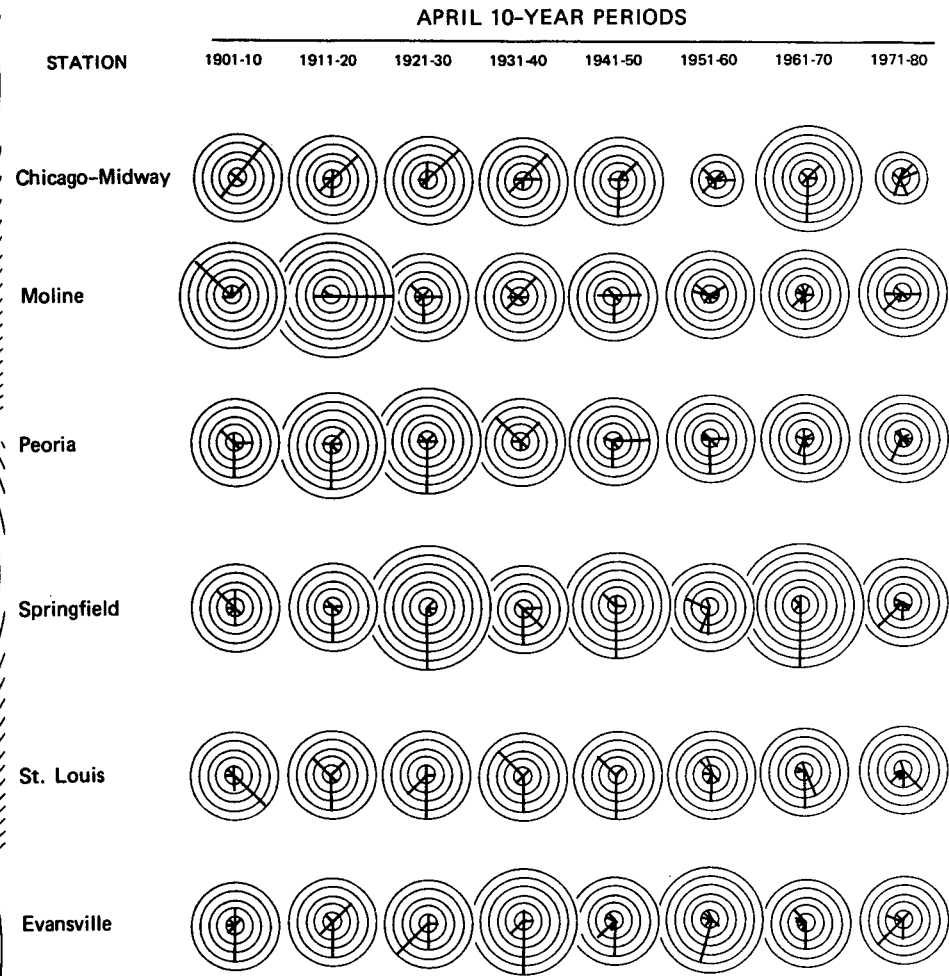 APRIL 10–YEAR PERIODS
STATION 1901-10 1911-20 1921-30 1931-40 1941-50 1951-60 1961-70 1971-80
Chicago–Midway
Moline
Peoria
Springfield
St. Louis
Evansville